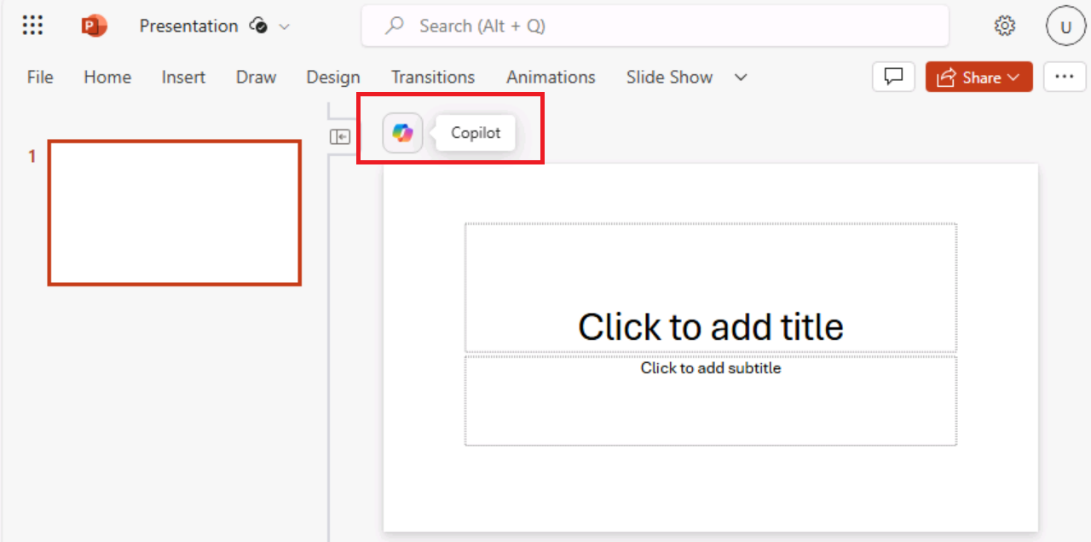 P Presentation Search (Alt + Q) U
File Home Insert Draw Design Transitions Animations Slide Show Share ...
Copilot
1
Click to add title
Click to add subtitle